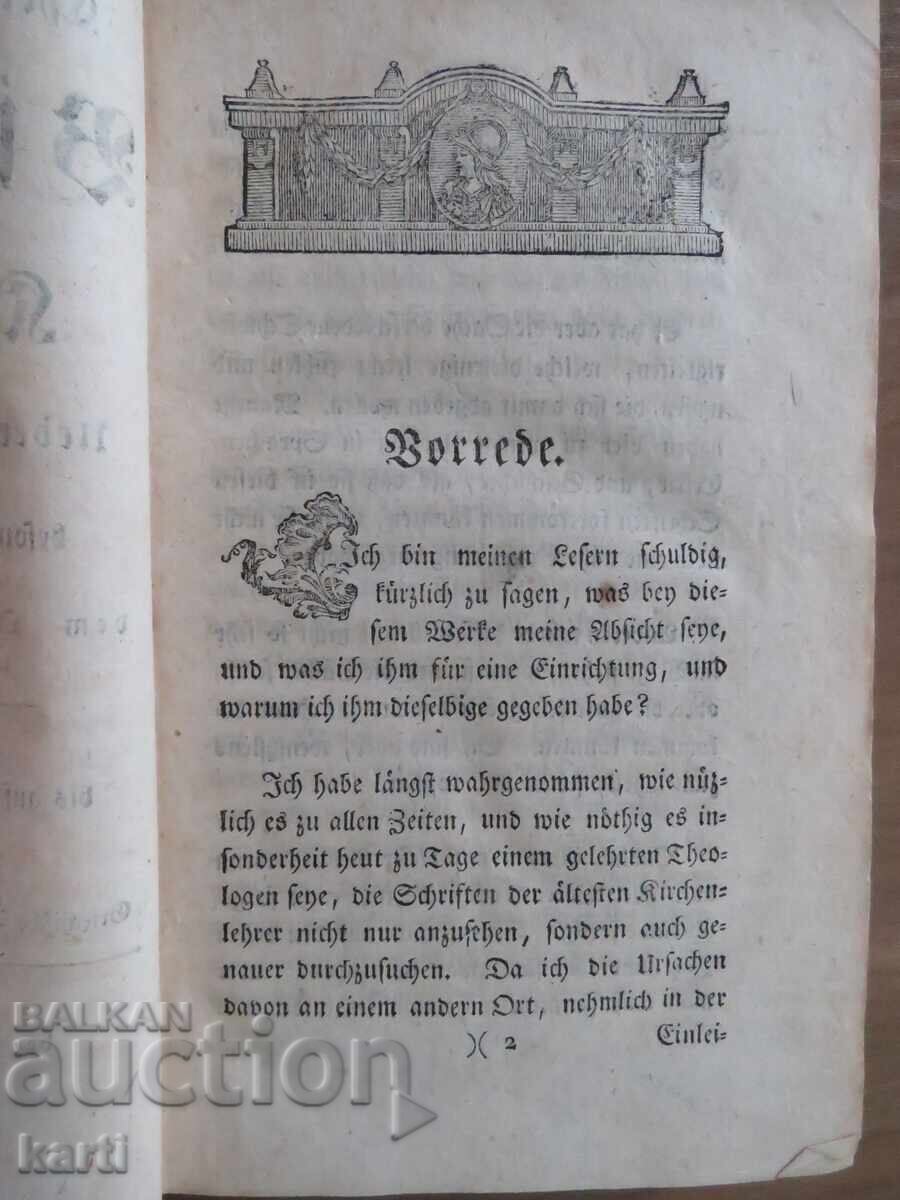 Vorrede.
Ich bin meinen Lesern schuldig,
kürzlich zu sagen, was bey die-
sem Werke meine Absicht seye,
und was ich ihm für eine Einrichtung, und
warum ich ihm dieselbige gegeben habe?
Ich habe längst wahrgenommen, wie nüz-
lich es zu allen Zeiten, und wie nöthig es in-
sonderheit heut zu Tage einem gelehrten Theo-
logen seye, die Schriften der ältesten Kirchen-
lehrer nicht nur anzusehen, sondern auch ge-
nauer durchzusuchen. Da ich die Ursachen
davon an einem andern Ort, nehmlich in der
)( 2
Einlei-
BALKAN
auction
karti